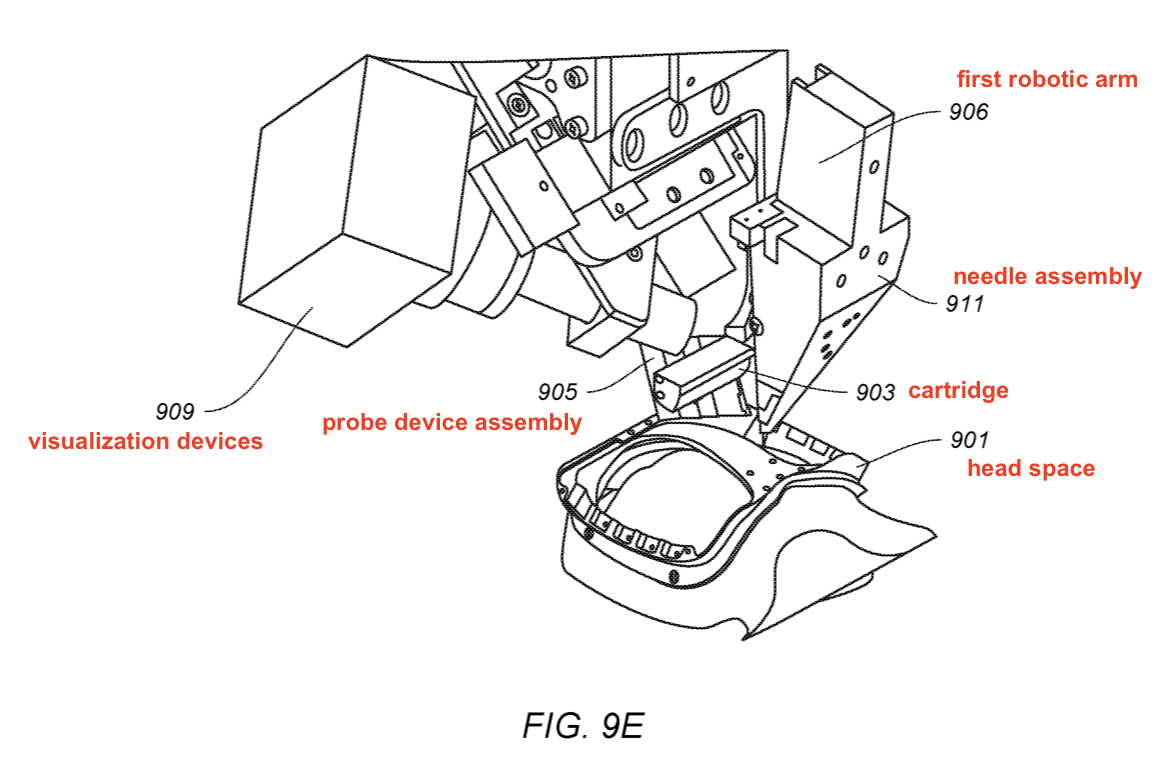 first robotic arm
906
needle assembly
911
905
903 cartridge
909
probe device assembly
visualization devices
901
head space
FIG. 9E